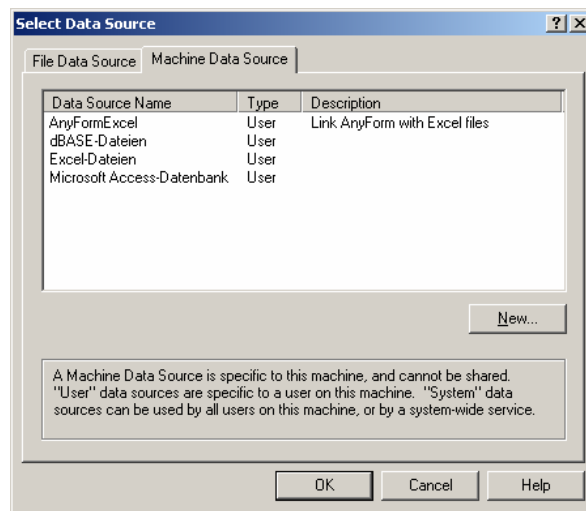 Select Data Source
File Data Source Machine Data Source
Data Source Name Type Description
AnyFormExcel User Link AnyForm with Excel files
dBASE-Dateien User
Excel-Dateien User
Microsoft Access-Datenbank User
New...
A Machine Data Source is specific to this machine, and cannot be shared.
"User" data sources are specific to a user on this machine. "System" data
sources can be used by all users on this machine, or by a system-wide service.
OK Cancel Help